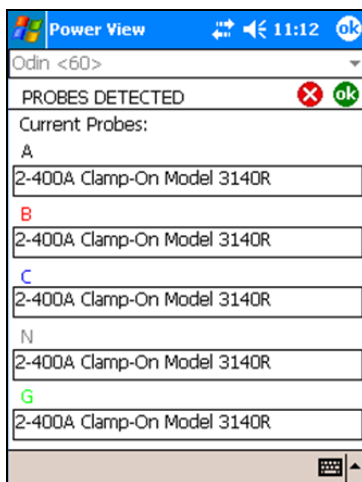 Power View 11:12 ok
Odin <60>
PROBES DETECTED ok
Current Probes:
A
2-400A Clamp-On Model 3140R
B
2-400A Clamp-On Model 3140R
C
2-400A Clamp-On Model 3140R
N
2-400A Clamp-On Model 3140R
G
2-400A Clamp-On Model 3140R